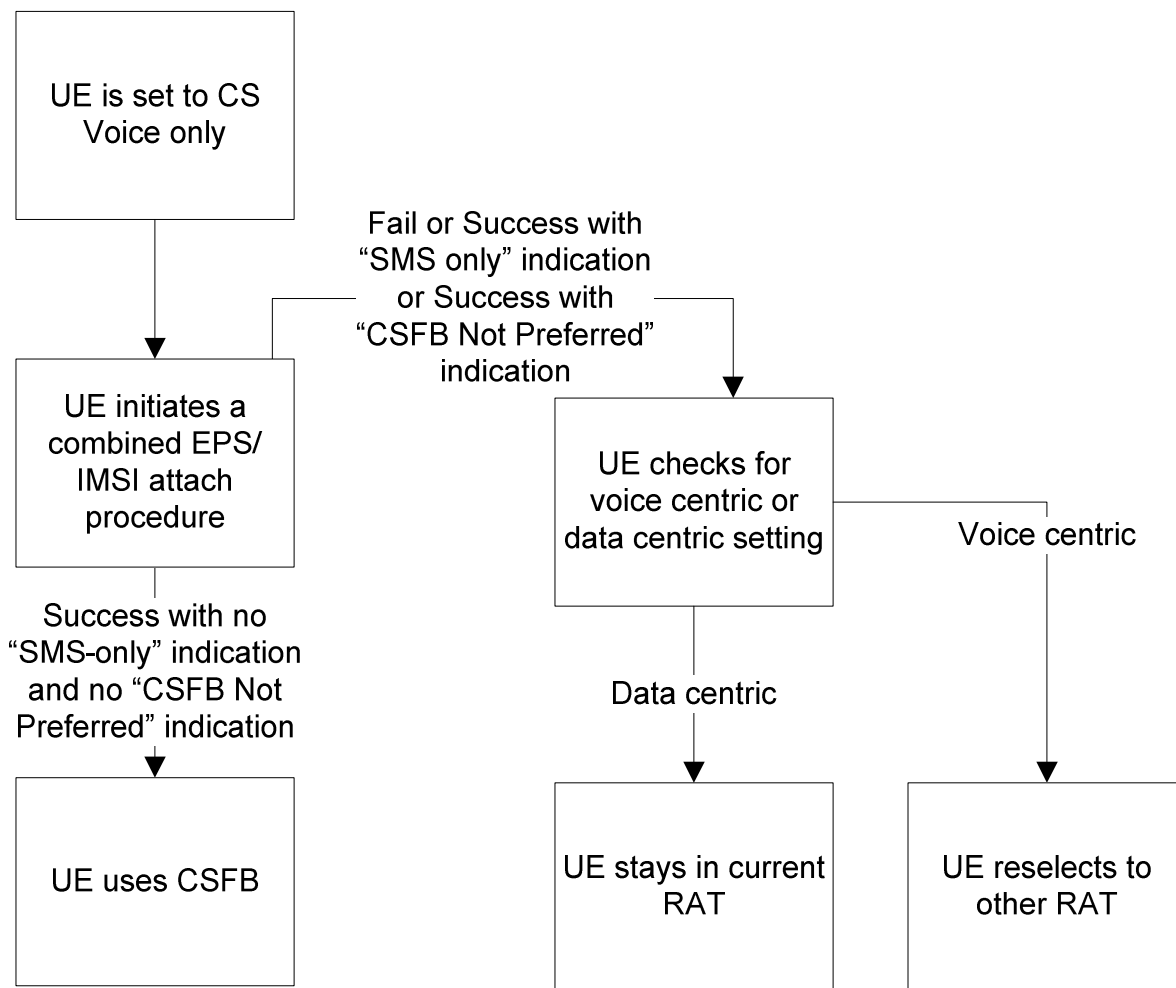 UE is set to CS
Voice only
Fail or Success with
“SMS only” indication
or Success with
“CSFB Not Preferred”
indication
UE initiates a
combined EPS/
IMSI attach
procedure
UE checks for
voice centric or
data centric setting
Voice centric
Success with no
“SMS-only” indication
and no “CSFB Not
Preferred” indication
Data centric
UE uses CSFB
UE stays in current
RAT
UE reselects to
other RAT